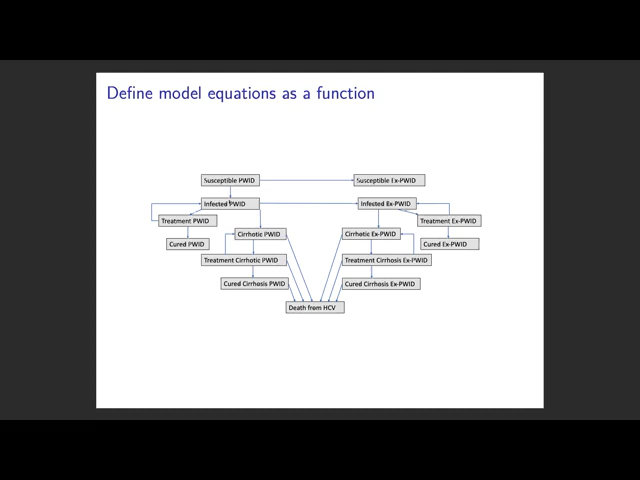 Define model equations as a function
Susceptible PWID
Susceptible Ex-PWID
Infected PWID
Infected Ex-PWID
Treatment PWID
Treatment Ex-PWID
Cirrhotic PWID
Cirrhotic Ex-PWID
Cured PWID
Cured Ex-PWID
Treatment Cirrhotic PWID
Treatment Cirrhosis Ex-PWID
Cured Cirrhosis PWID
Cured Cirrhosis Ex-PWID
Death from HCV